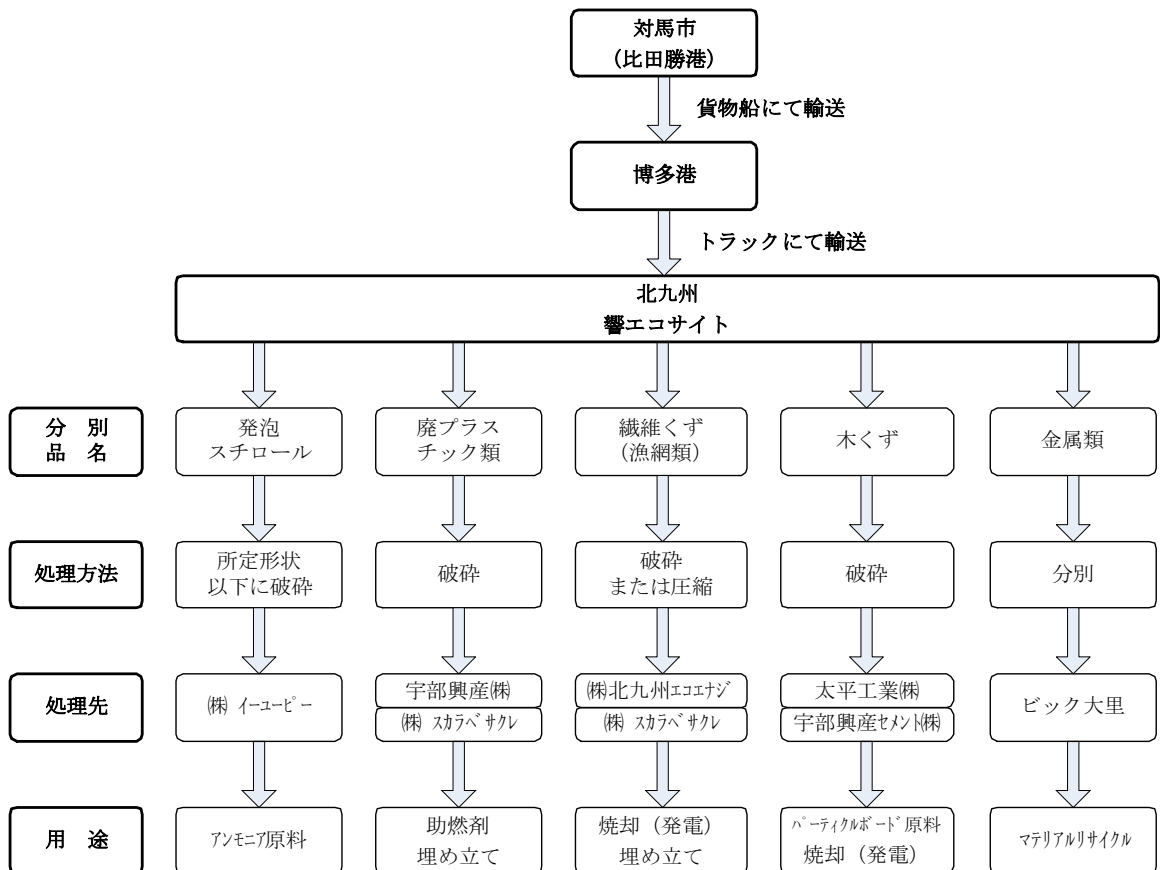 対馬市
（比田勝港）
貨物船にて輸送
博多港
トラックにて輸送
北九州
響エコサイト
分　別
品　名
発泡
スチロール
廃プラス
チック類
繊維くず
（漁網類）
木くず
金属類
処理方法
所定形状
以下に破砕
破砕
破砕
または圧縮
破砕
分別
処理先
㈱ ｲｰﾕｰﾋﾟｰ
宇部興産㈱
㈱ ｽｶﾗﾍﾞｻｸﾚ
㈱北九州ｴｺｴﾅｼﾞ
㈱ ｽｶﾗﾍﾞｻｸﾚ
太平工業㈱
宇部興産ｾﾒﾝﾄ㈱
ビック大里
用　途
ｱﾝﾓﾆｱ原料
助燃剤
埋め立て
焼却（発電）
埋め立て
ﾊﾟｰﾃｨｸﾙﾎﾞｰﾄﾞ原料
焼却（発電）
ﾏﾃﾘｱﾙﾘｻｲｸﾙ